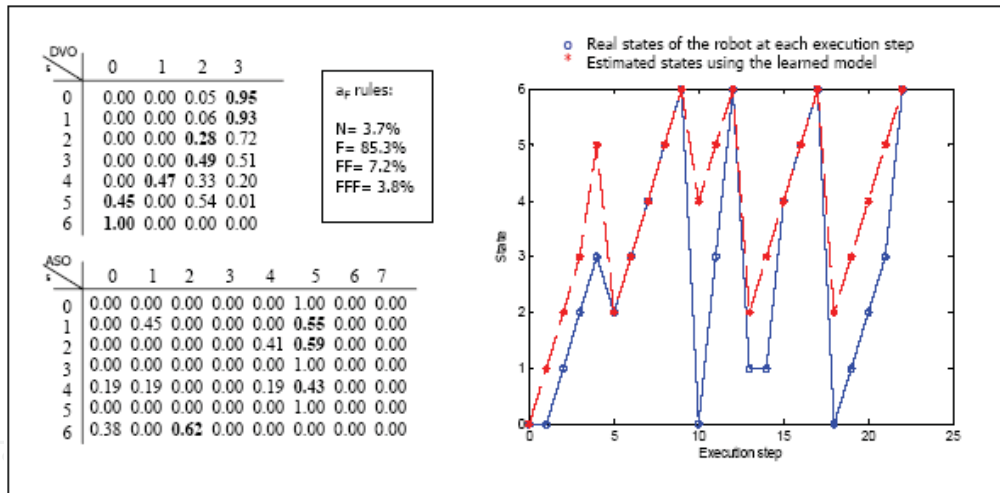 DVO
s 0 1 2 3
0 0.00 0.00 0.05 0.95
1 0.00 0.00 0.06 0.93
2 0.00 0.00 0.28 0.72
3 0.00 0.00 0.49 0.51
4 0.00 0.47 0.33 0.20
5 0.45 0.00 0.54 0.01
6 1.00 0.00 0.00 0.00
aF rules:
N= 3.7%
F= 85.3%
FF= 7.2%
FFF= 3.8%
ASO
s 0 1 2 3 4 5 6 7
0 0.00 0.00 0.00 0.00 0.00 1.00 0.00 0.00
1 0.00 0.45 0.00 0.00 0.00 0.55 0.00 0.00
2 0.00 0.00 0.00 0.00 0.41 0.59 0.00 0.00
3 0.00 0.00 0.00 0.00 0.00 1.00 0.00 0.00
4 0.19 0.19 0.00 0.00 0.19 0.43 0.00 0.00
5 0.00 0.00 0.00 0.00 0.00 1.00 0.00 0.00
6 0.38 0.00 0.62 0.00 0.00 0.00 0.00 0.00
o Real states of the robot at each execution step
* Estimated states using the learned model
6
5
4
3
2
1
0
State
0 5 10 15 20 25
Execution step